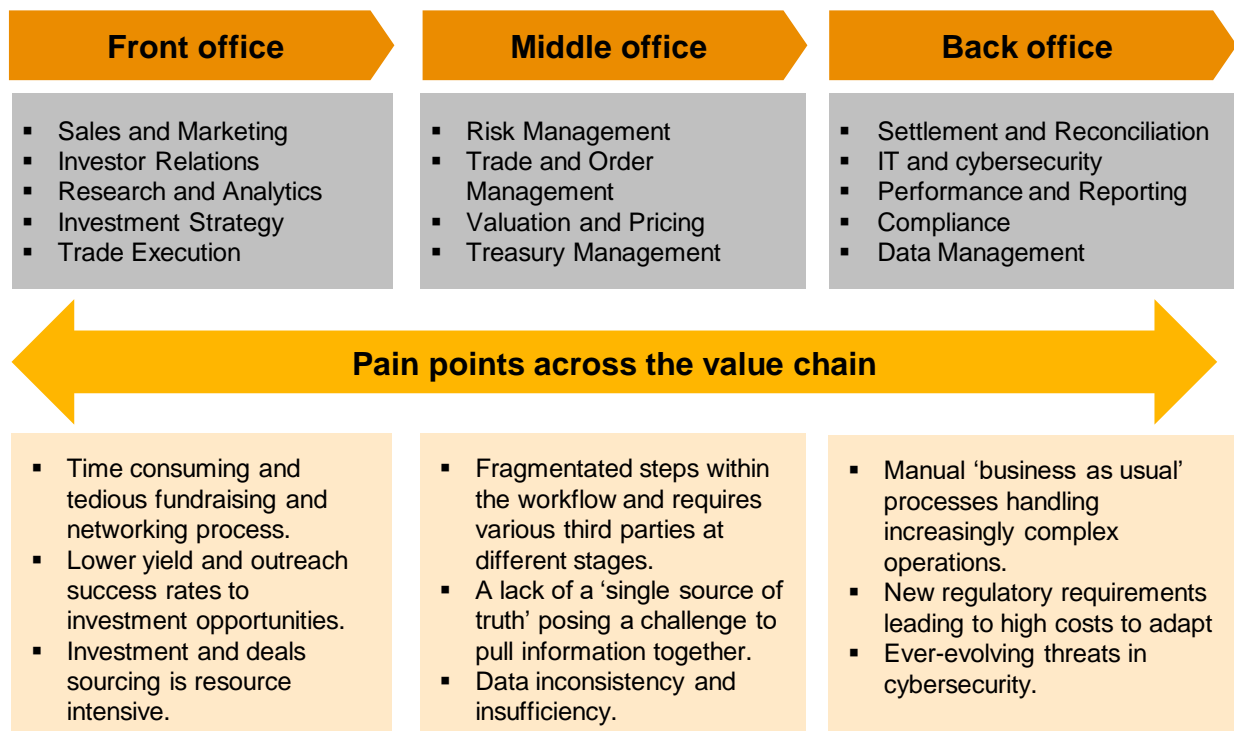 Front office
Middle office
Back office
▪ Sales and Marketing
▪ Investor Relations
▪ Research and Analytics
▪ Investment Strategy
▪ Trade Execution
▪ Risk Management
▪ Trade and Order
Management
▪ Valuation and Pricing
▪ Treasury Management
▪ Settlement and Reconciliation
▪ IT and cybersecurity
▪ Performance and Reporting
▪ Compliance
▪ Data Management
Pain points across the value chain
▪ Time consuming and
tedious fundraising and
networking process.
▪ Lower yield and outreach
success rates to
investment opportunities.
▪ Investment and deals
sourcing is resource
intensive.
▪ Fragmentated steps within
the workflow and requires
various third parties at
different stages.
▪ A lack of a ‘single source of
truth’ posing a challenge to
pull information together.
▪ Data inconsistency and
insufficiency.
▪ Manual ‘business as usual’
processes handling
increasingly complex
operations.
▪ New regulatory requirements
leading to high costs to adapt
▪ Ever-evolving threats in
cybersecurity.